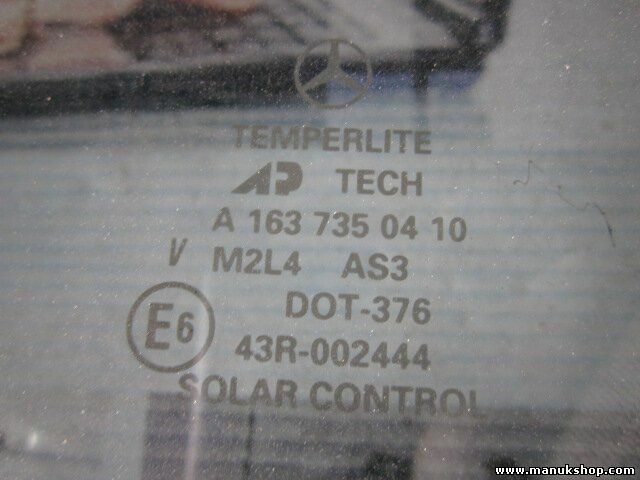 TEMPERLITE
AP TECH
A 163 735 04 10
V M2L4 AS3
DOT-376
E6 43R-002444
SOLAR CONTROL
www.manukshop.com